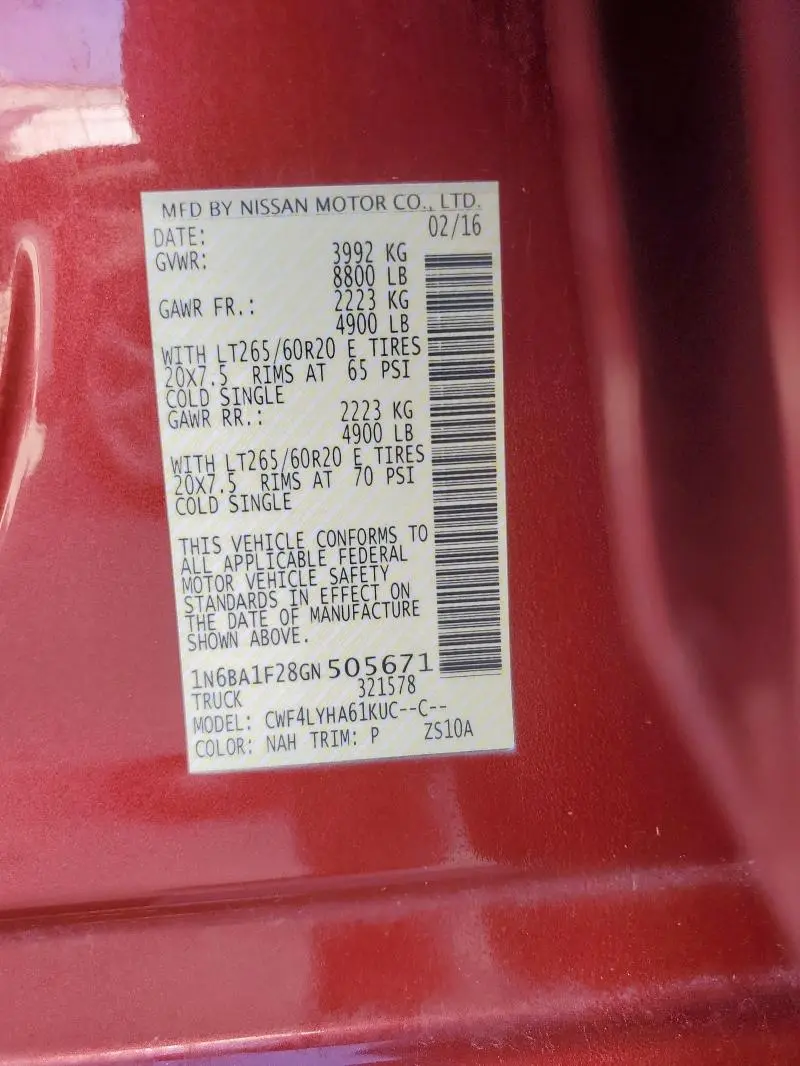 MFD BY NISSAN MOTOR CO., LTD.
DATE: 02/16
GVWR: 3992 KG
8800 LB
GAWR FR.: 2223 KG
4900 LB
WITH LT265/60R20 E TIRES
20X7.5 RIMS AT 65 PSI
COLD SINGLE
GAWR RR.: 2223 KG
4900 LB
WITH LT265/60R20 E TIRES
20X7.5 RIMS AT 70 PSI
COLD SINGLE
THIS VEHICLE CONFORMS TO
ALL APPLICABLE FEDERAL
MOTOR VEHICLE SAFETY
STANDARDS IN EFFECT ON
THE DATE OF MANUFACTURE
SHOWN ABOVE.
1N6BA1F28GN 505671
TRUCK 321578
MODEL: CWF4LYHA61KUC--C--
COLOR: NAH TRIM: P ZS10A